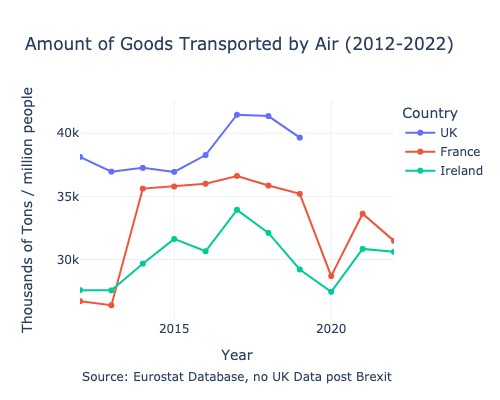 Amount of Goods Transported by Air (2012-2022)
Thousands of Tons / million people
40k
35k
30k
2015
2020
Year
Country
UK
France
Ireland
Source: Eurostat Database, no UK Data post Brexit